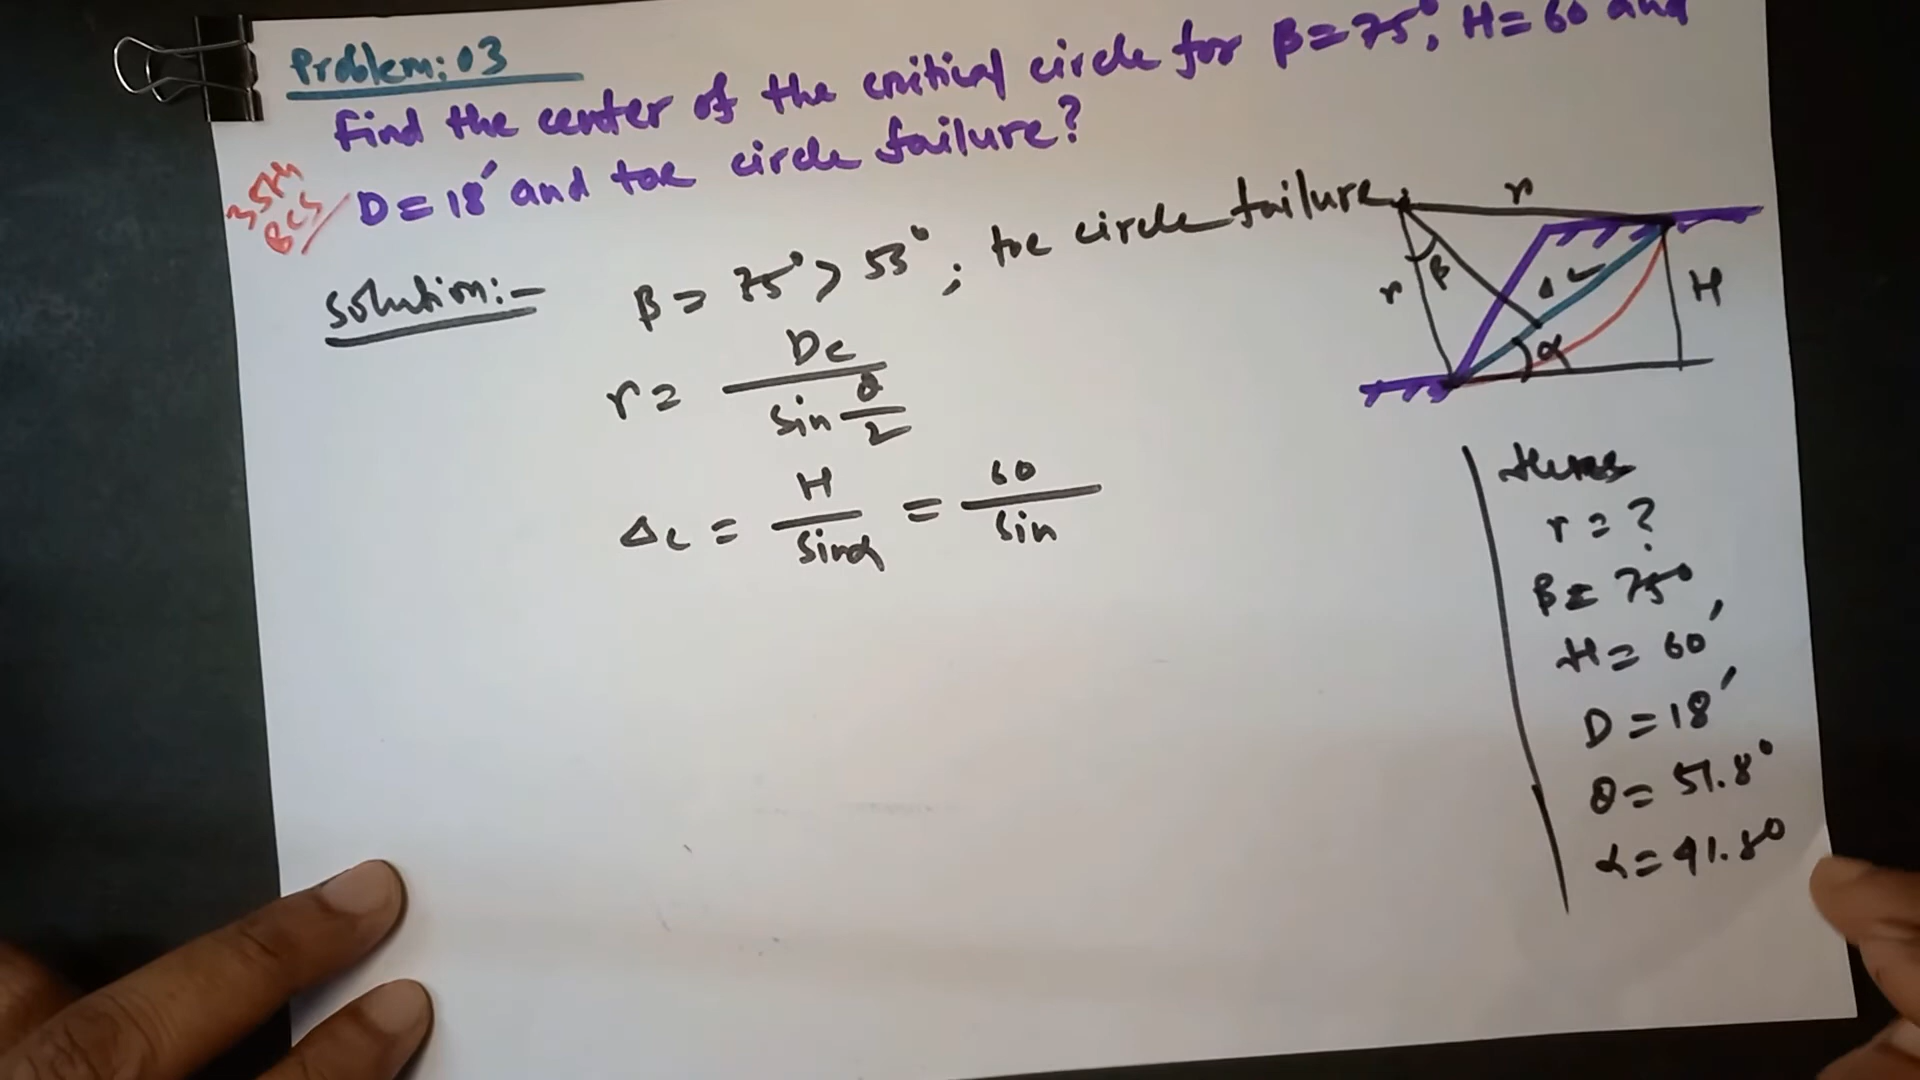 Problem: 03
Find the center of the critical circle for β=75°, H=60 and
D=18' and toe circle failure?
35th
BCS
Solution:-
β = 75° > 53°; toe circle failure
r = Dc / sin θ/2
Δc = H / sinα = 60 / sin
r
r
β
Δc
α
H
r = ?
β = 75°
H = 60'
D = 18'
θ = 51.8°
α = 41.8°